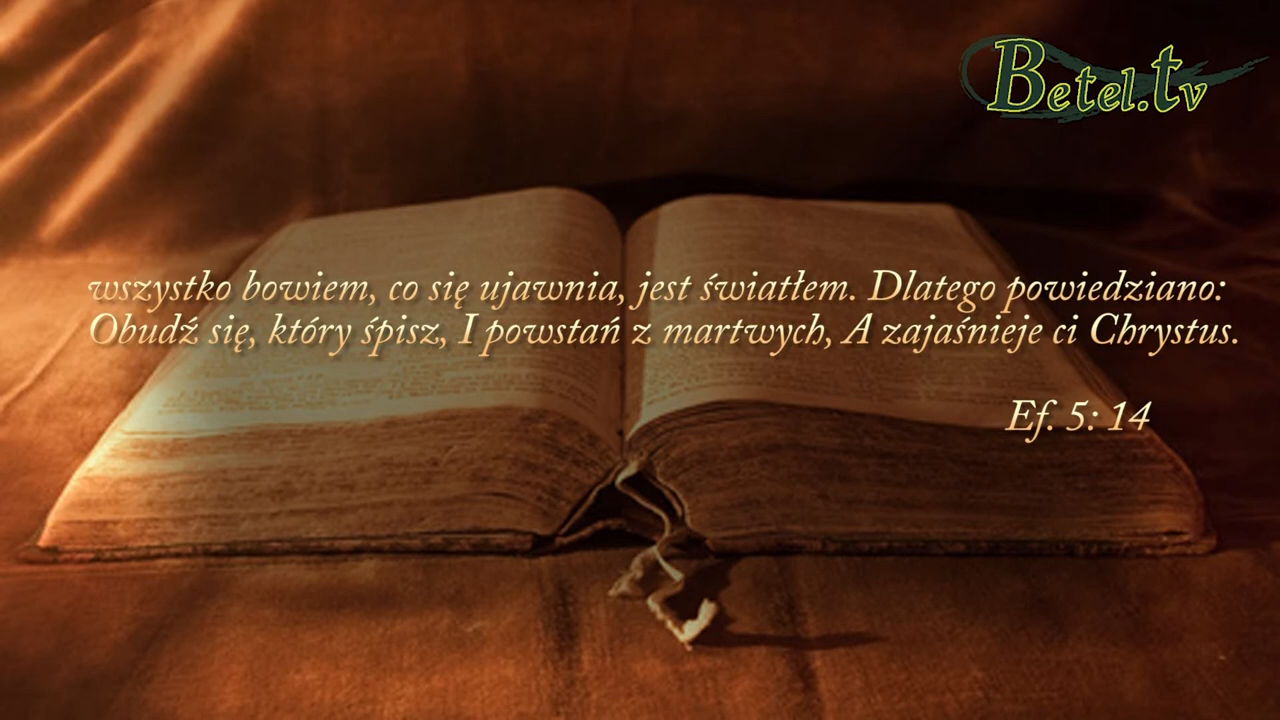 Betel.tv
wszystko bowiem, co się ujawnia, jest światłem. Dlatego powiedziano:
Obudź się, który śpisz, I powstań z martwych, A zajaśnieje ci Chrystus.
Ef. 5: 14